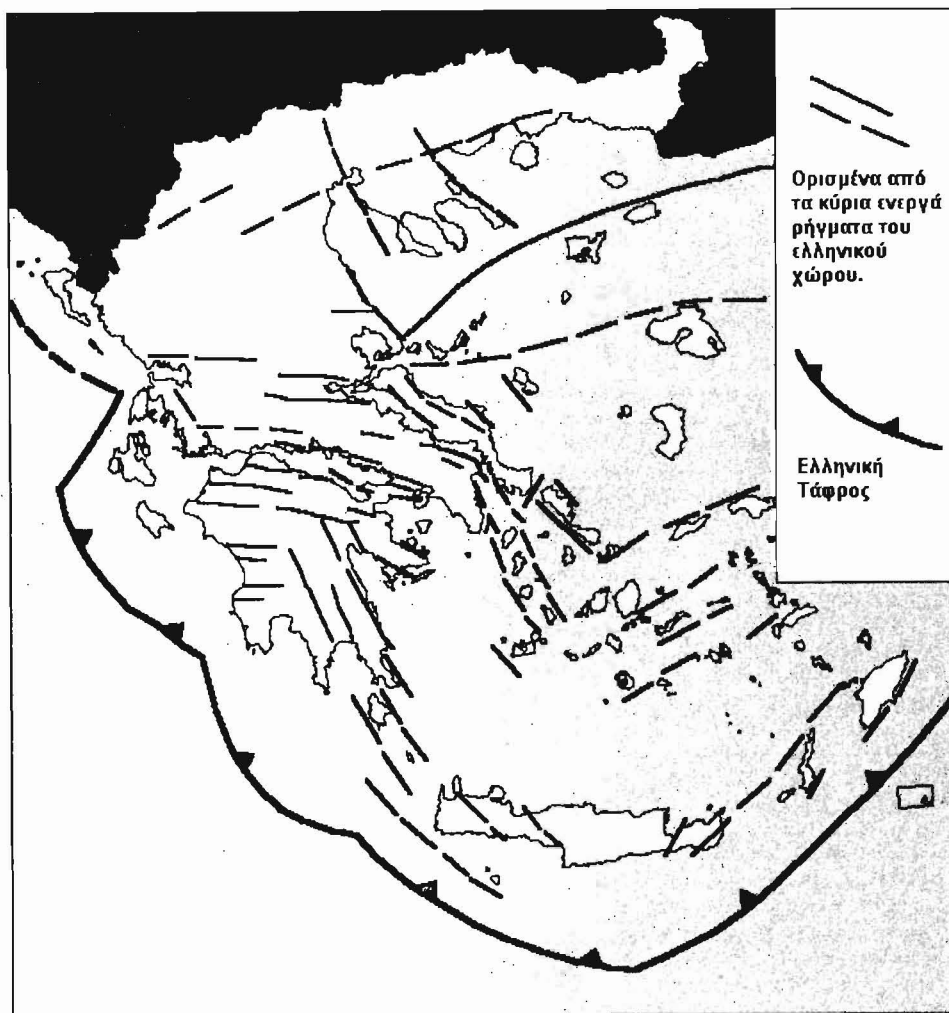 Ορισμένα από
τα κύρια ενεργά
ρήγματα του
ελληνικού
χώρου.
Ελληνική
Τάφρος